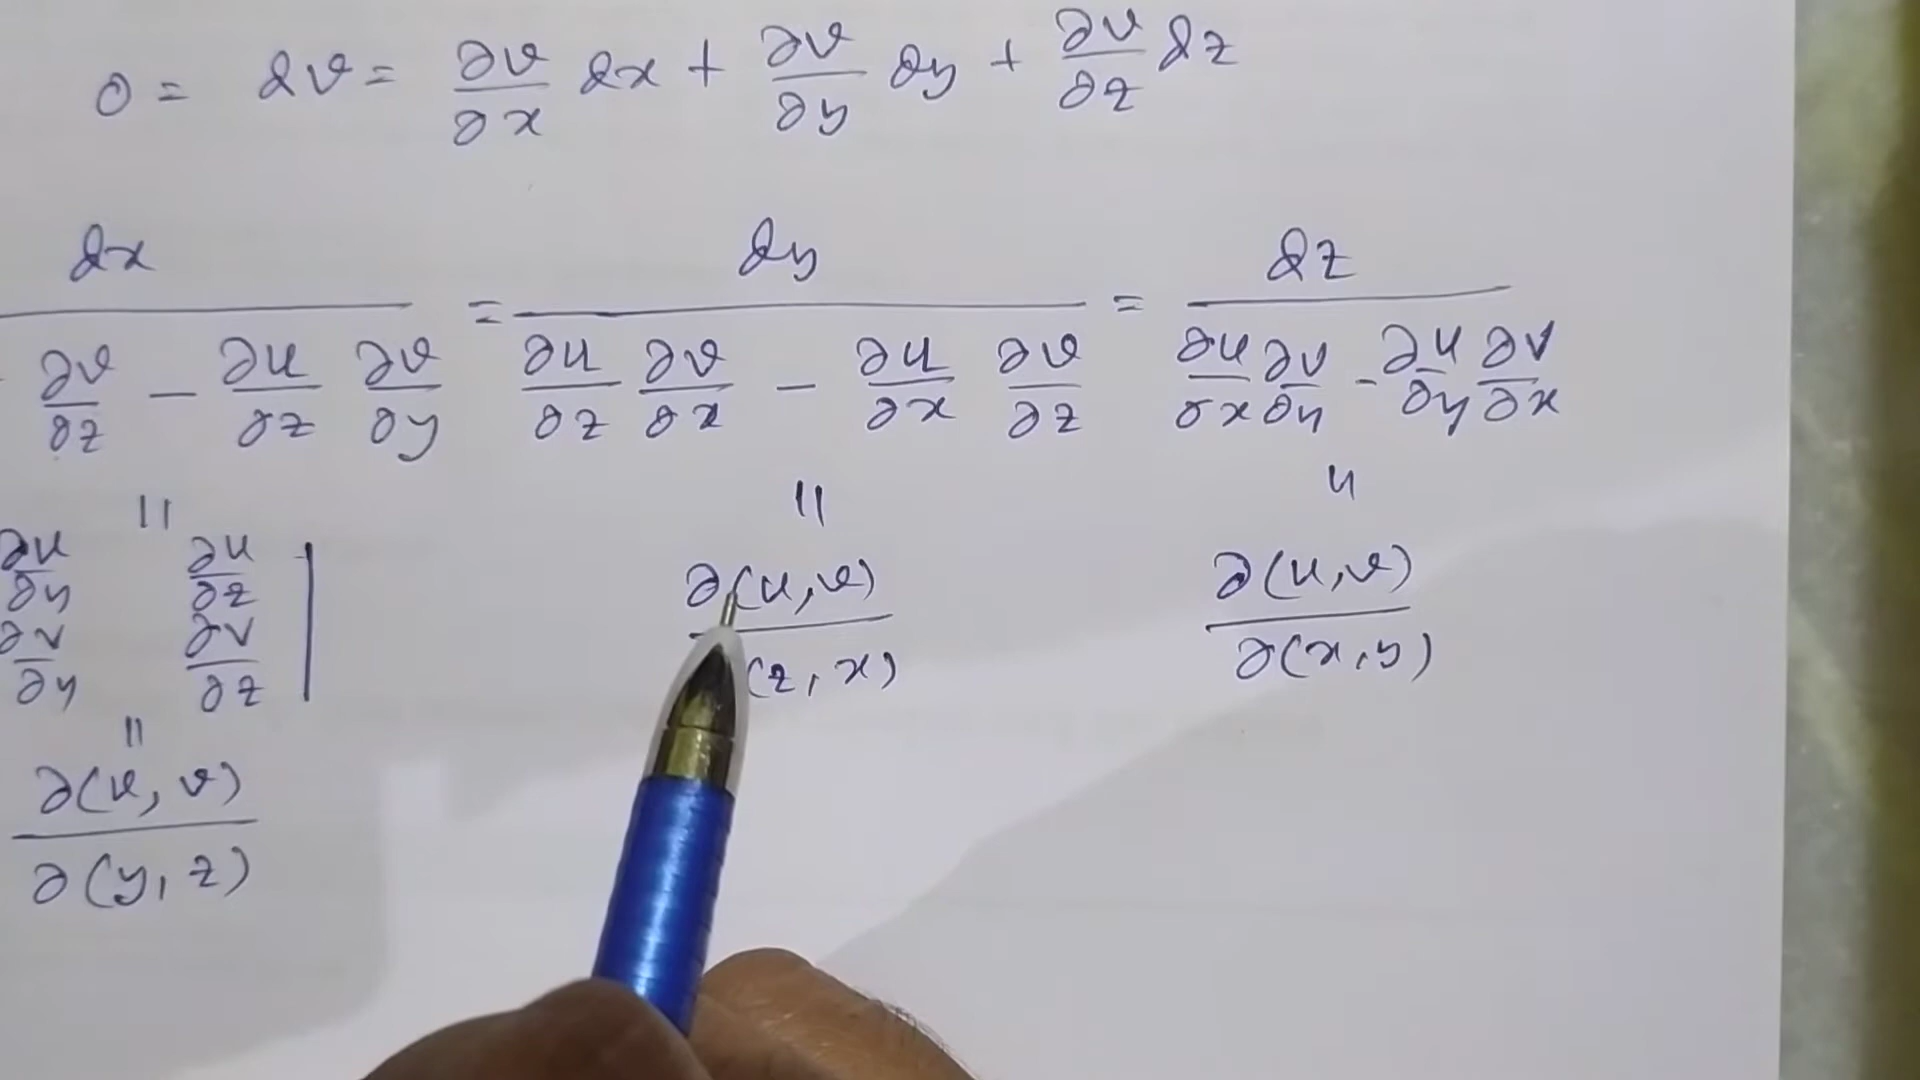 0 = dv = ∂v/∂x dx + ∂v/∂y dy + ∂v/∂z dz
dx / (∂v/∂z − ∂u/∂z ∂v/∂y) = dy / (∂u/∂z ∂v/∂x − ∂u/∂x ∂v/∂z) = dz / (∂u/∂x ∂v/∂y − ∂u/∂y ∂v/∂x)
|| || ||
∂u/∂y ∂u/∂z |
∂v/∂y ∂v/∂z |
∂(u,v)/(z,x) ∂(u,v)/∂(x,y)
||
∂(u,v)/∂(y,z)